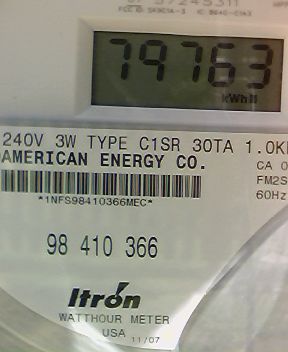 79763
kWh
240V 3W TYPE C1SR 30TA 1.0K
AMERICAN ENERGY CO.
CA 0
FM2S
60Hz
*1NFS98410366MEC*
98 410 366
Itrón
WATTHOUR METER
USA 11/07